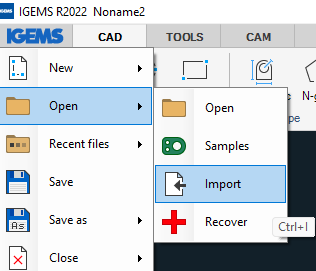 IGEMS R2022 Noname2
IGEMS CAD TOOLS CAM
New
Open
Recent files
Save
Save as
Close
Open
Samples
Import
Recover
Ctrl+I
N-g